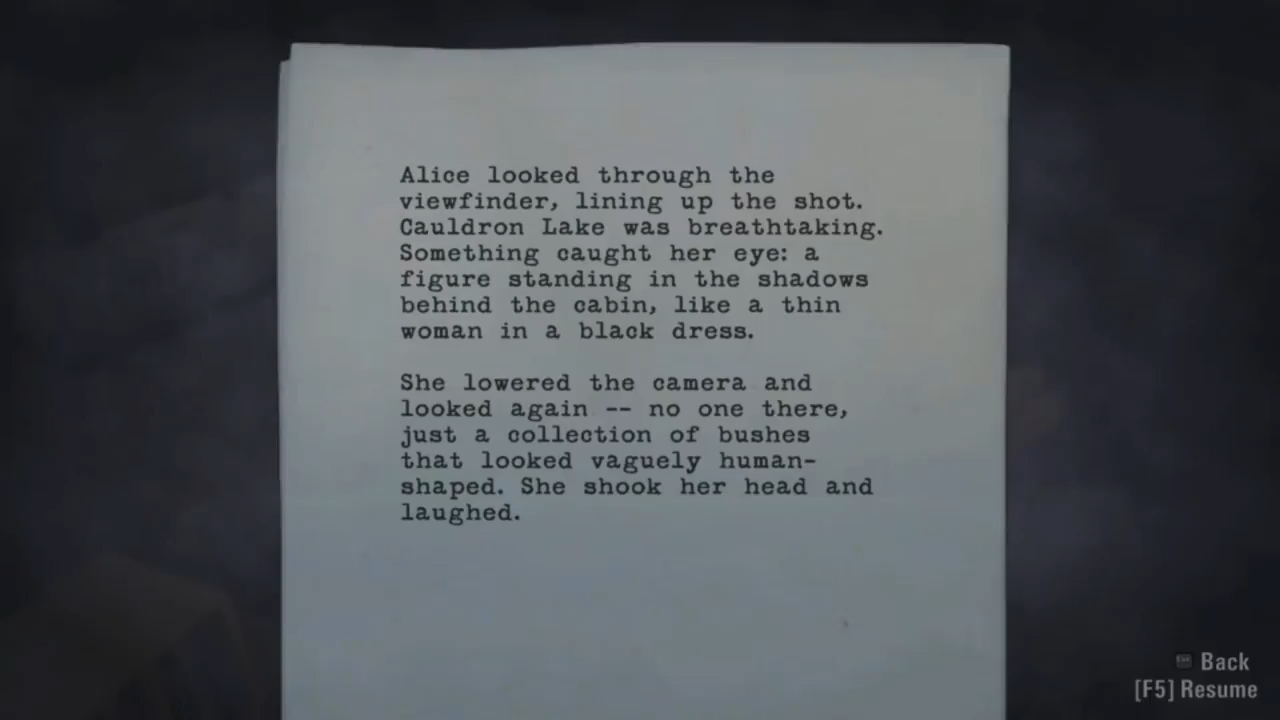 Alice looked through the
viewfinder, lining up the shot.
Cauldron Lake was breathtaking.
Something caught her eye: a
figure standing in the shadows
behind the cabin, like a thin
woman in a black dress.
She lowered the camera and
looked again -- no one there,
just a collection of bushes
that looked vaguely human-
shaped. She shook her head and
laughed.
Back
[F5] Resume